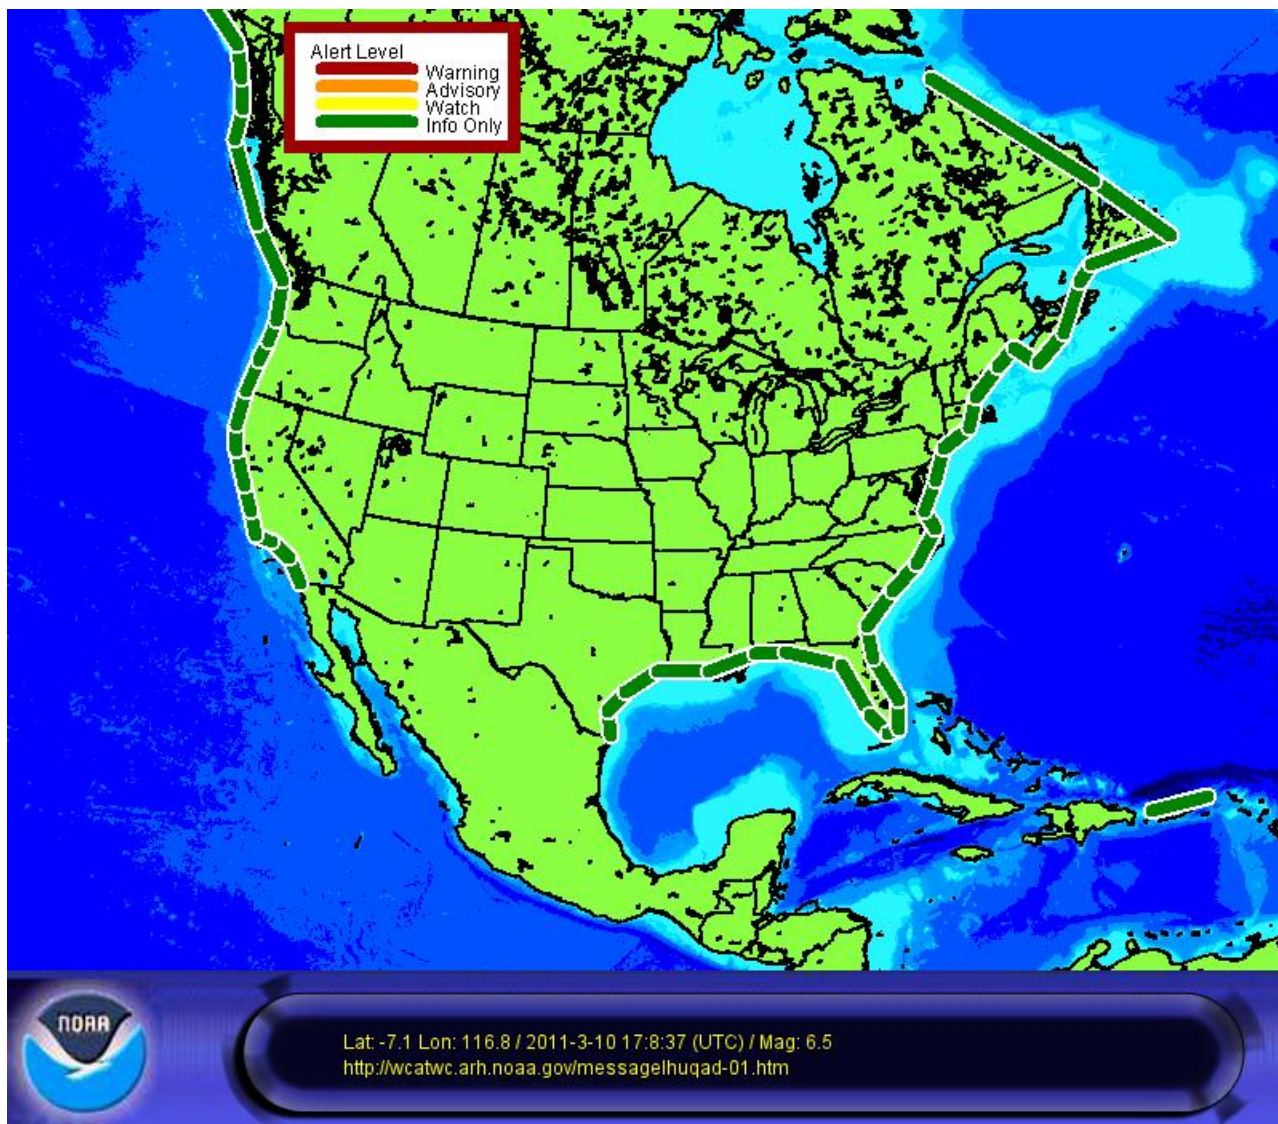 Alert Level
Warning
Advisory
Watch
Info Only
NOAA
Lat: -7.1 Lon: 116.8 / 2011-3-10 17:8:37 (UTC) / Mag: 6.5
http://wcatwc.arh.noaa.gov/messagelhuqad-01.htm